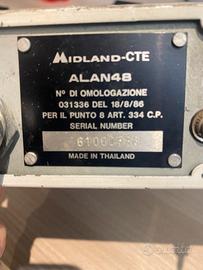 MIDLAND-CTE
ALAN48
N° DI OMOLOGAZIONE
031336 DEL 18/8/86
PER IL PUNTO 8 ART. 334 C.P.
SERIAL NUMBER
MADE IN THAILAND
subito